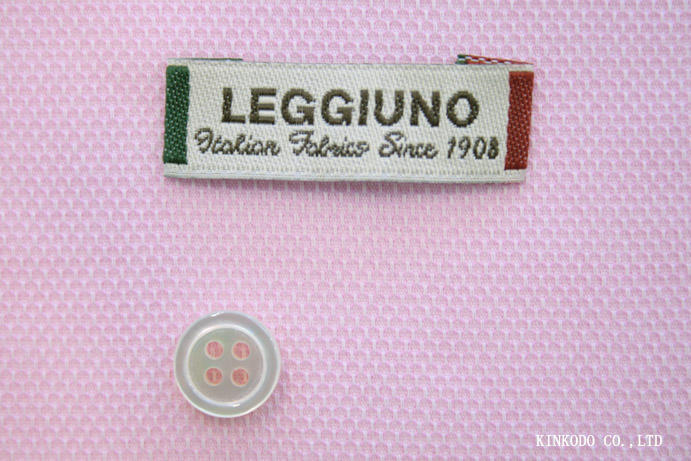 LEGGIUNO
Italian Fabrics Since 1908
KINKODO CO.,LTD